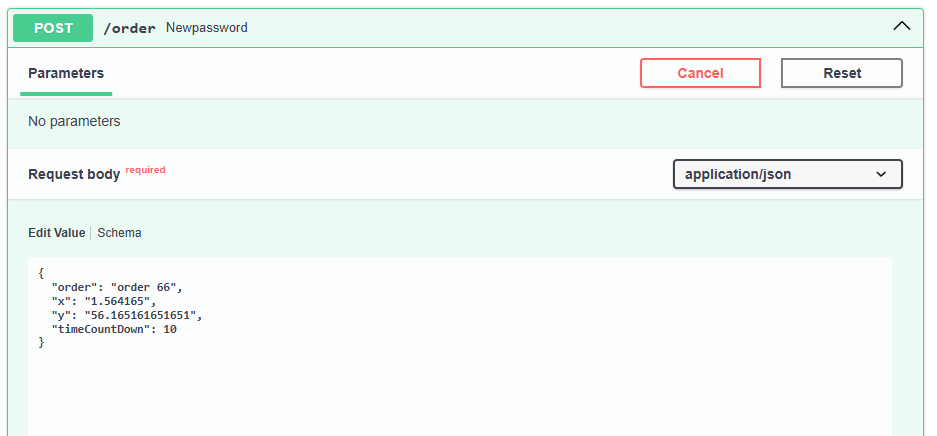 POST /order Newpassword
Parameters
Cancel
Reset
No parameters
Request body required
application/json
Edit Value | Schema
{
  "order": "order 66",
  "x": "1.564165",
  "y": "56.165161651651",
  "timeCountDown": 10
}